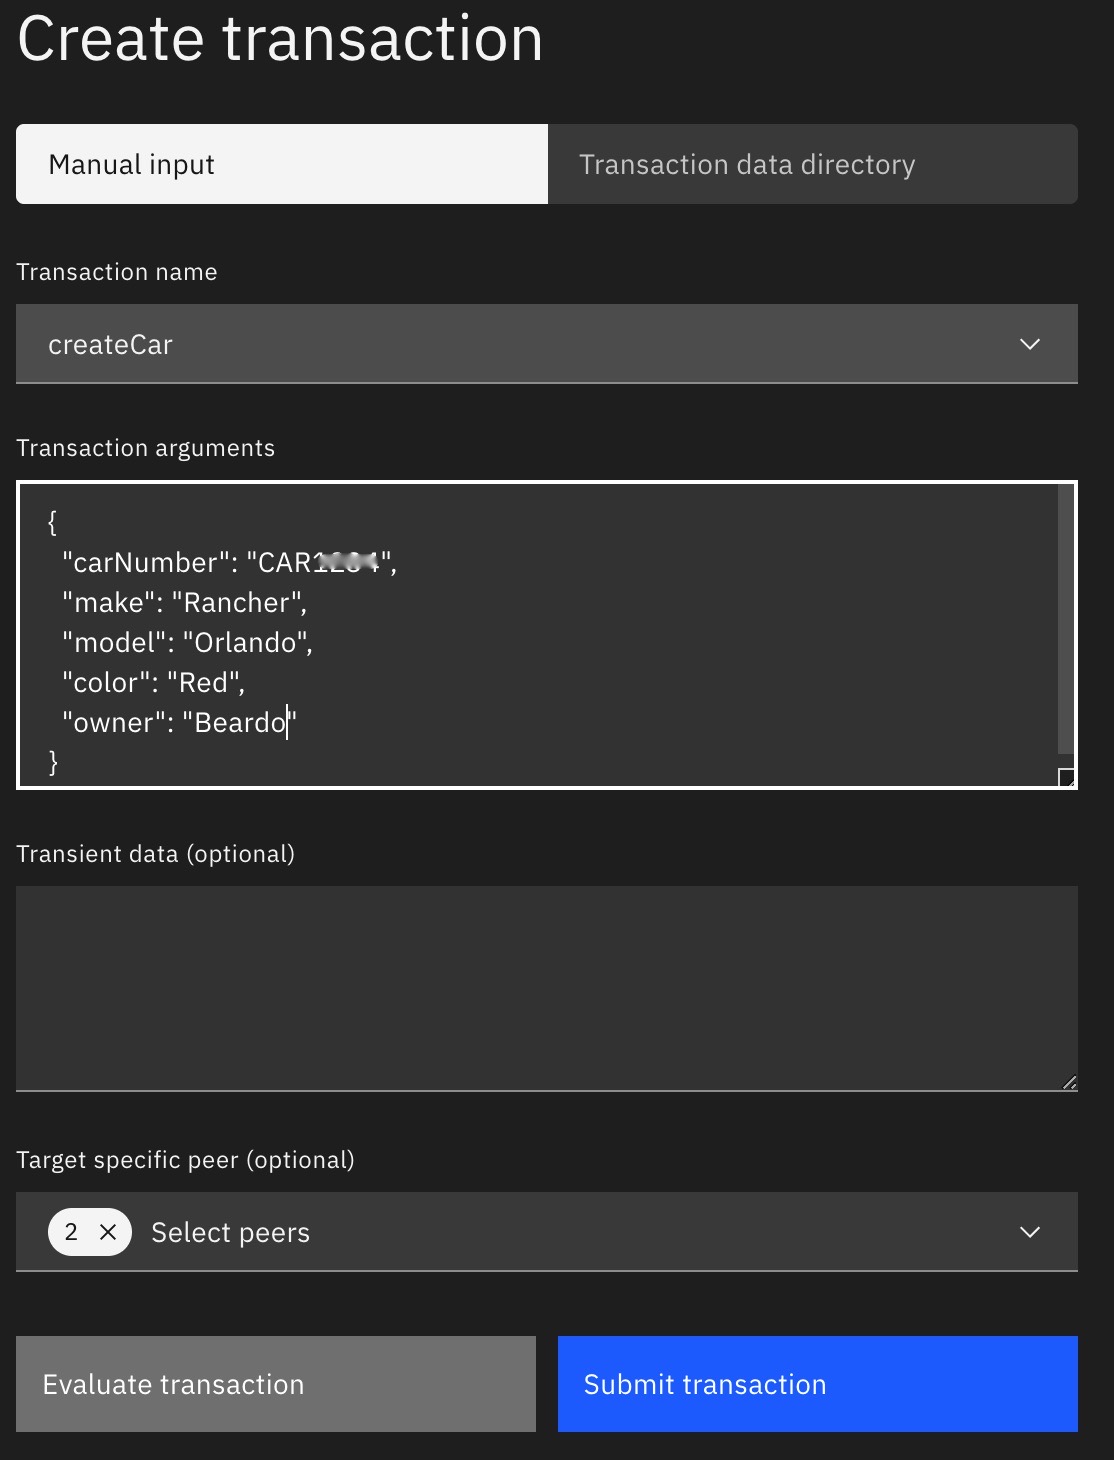 Create transaction
Manual input
Transaction data directory
Transaction name
createCar
Transaction arguments
{
"carNumber": "CAR
"make": "Rancher",
"model": "Orlando",
"color": "Red",
"owner": "Beardo"
}
Transient data (optional)
Target specific peer (optional)
2 × Select peers
Evaluate transaction
Submit transaction